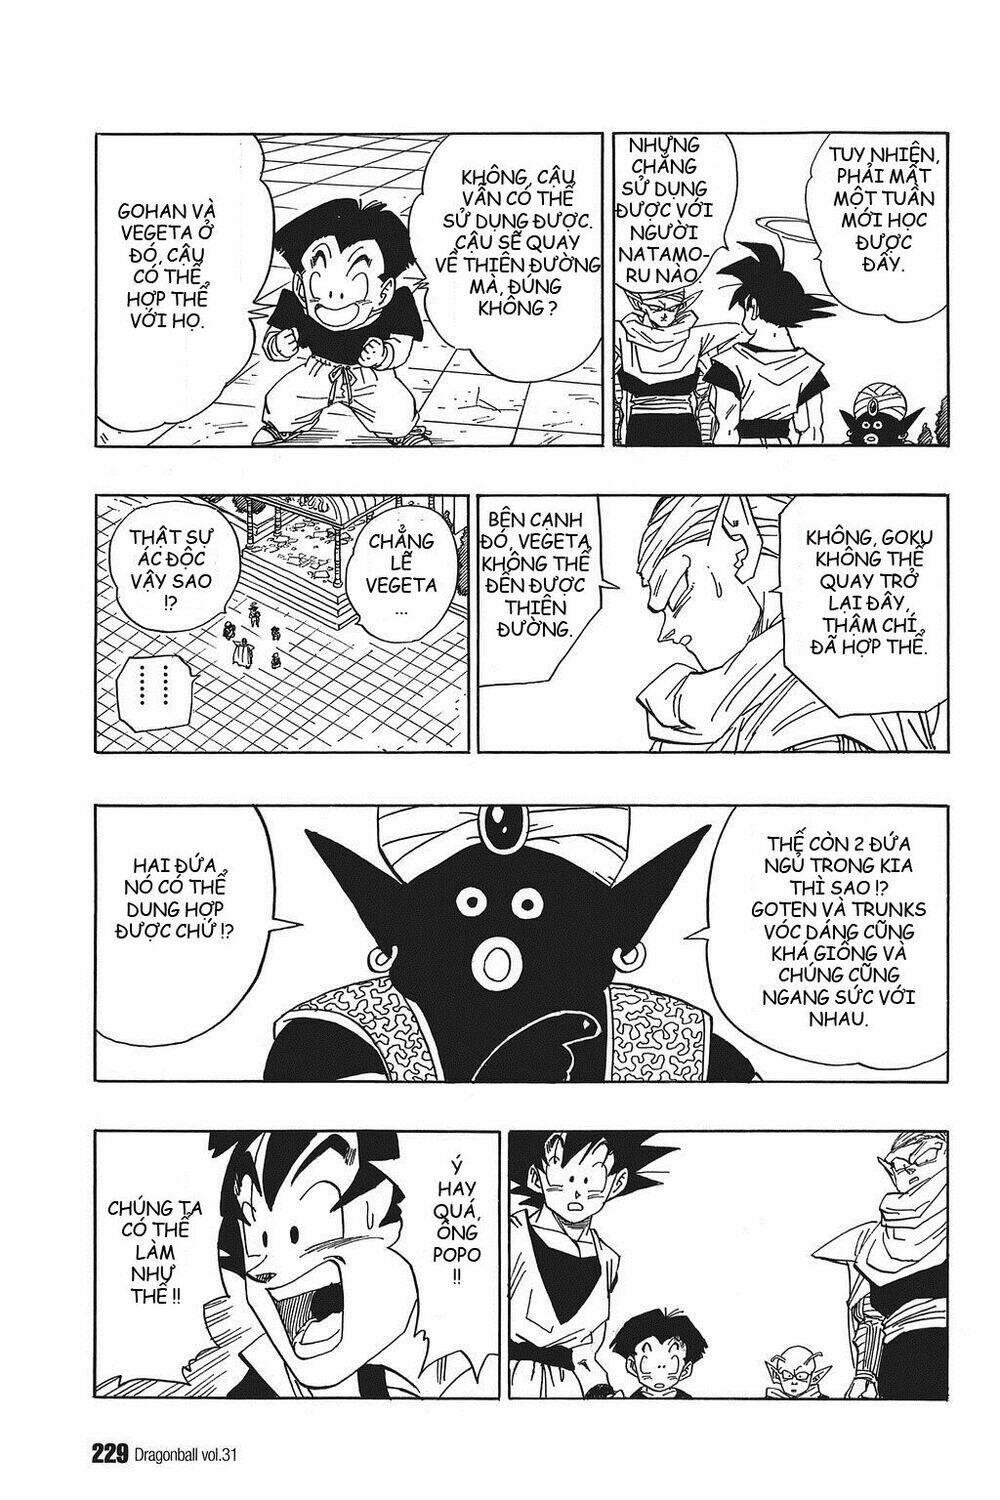 TUY NHIÊN,
PHẢI MẤT
MỘT TUẦN
MỚI HỌC
ĐƯỢC
ĐẤY.
NHƯNG
CHẲNG
SỬ DỤNG
ĐƯỢC VỚI
NGƯỜI
NATAMO-
RU NÀO.
KHÔNG, CẬU
VẪN CÓ THỂ
SỬ DỤNG ĐƯỢC.
CẬU SẼ QUAY
VỀ THIÊN ĐƯỜNG
MÀ, ĐÚNG
KHÔNG ?
GOHAN VÀ
VEGETA Ở
ĐÓ, CẬU
CÓ THỂ
HỢP THỂ
VỚI HỌ.
KHÔNG, GOKU
KHÔNG THỂ
QUAY TRỞ
LẠI ĐÂY,
THẬM CHÍ
ĐÃ HỢP THỂ.
BÊN CẠNH
ĐÓ, VEGETA
KHÔNG THỂ
ĐẾN ĐƯỢC
THIÊN
ĐƯỜNG.
CHẲNG
LẼ
VEGETA
...
THẬT SỰ
ÁC ĐỘC
VẬY SAO
!?
THẾ CÒN 2 ĐỨA
NGỦ TRONG KIA
THÌ SAO !?
GOTEN VÀ TRUNKS
VÓC DÁNG CŨNG
KHÁ GIỐNG VÀ
CHÚNG CŨNG
NGANG SỨC VỚI
NHAU.
HAI ĐỨA
NÓ CÓ THỂ
DUNG HỢP
ĐƯỢC CHỨ !?
Ý
HAY
QUÁ,
ÔNG
POPO
!!
CHÚNG TA
CÓ THỂ
LÀM
NHƯ
THẾ !!
229 Dragonball vol.31